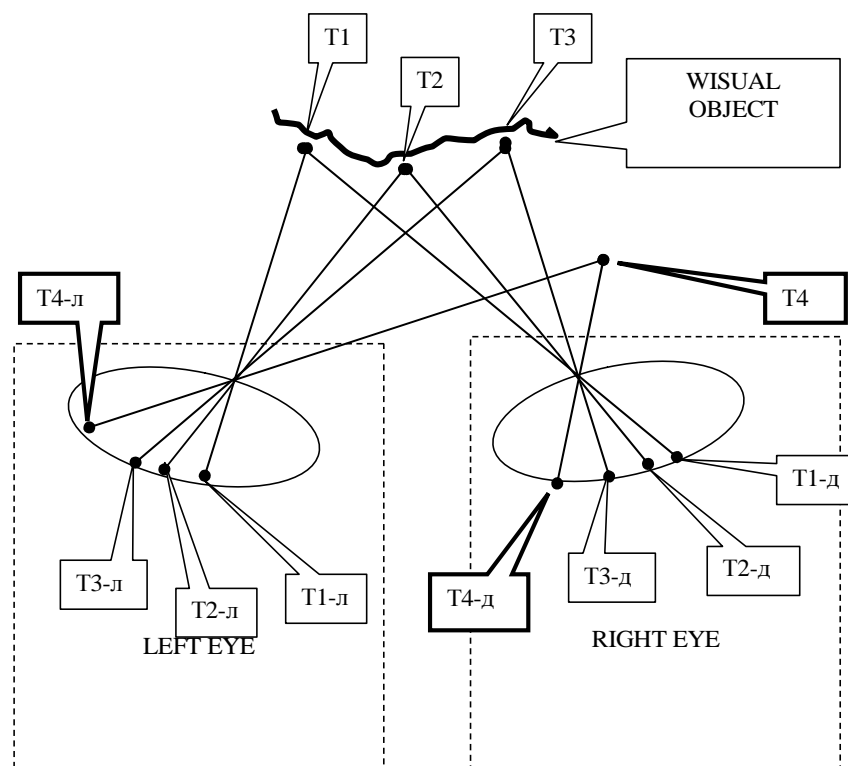 T1
T3
T2
WISUAL
OBJECT
T4-л
T4
T1-д
T3-л
T2-л
T1-л
T4-д
T3-д
T2-д
LEFT EYE
RIGHT EYE